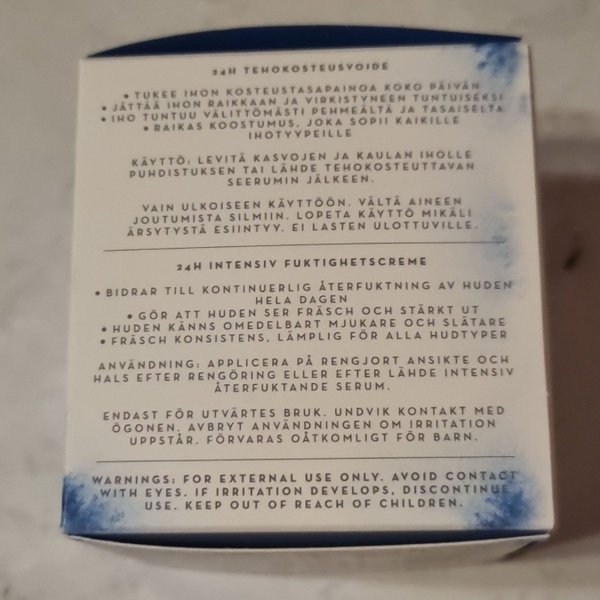 24H TEHOKOSTEUSVOIDE
• TUKEE IHON KOSTEUSTASAPAINOA KOKO PÄIVÄN
• JÄTTÄÄ IHON RAIKKAAN JA VIRKISTYNEEN TUNTUISEKSI
• IHO TUNTUU VÄLITTÖMÄSTI PEHMEÄLTÄ JA TASAISELTA
• RAIKAS KOOSTUMUS, JOKA SOPII KAIKILLE
IHOTYYPEILLE
KÄYTTÖ: LEVITÄ KASVOJEN JA KAULAN IHOLLE
PUHDISTUKSEN TAI LÄHDE TEHOKOSTEUTTAVAN
SEERUMIN JÄLKEEN.
VAIN ULKOISEEN KÄYTTÖÖN. VÄLTÄ AINEEN
JOUTUMISTA SILMIIN. LOPETA KÄYTTÖ MIKÄLI
ÄRSYTYSTÄ ESIINTYY. EI LASTEN ULOTTUVILLE.
24H INTENSIV FUKTIGHETSCREME
• BIDRAR TILL KONTINUERLIG ÅTERFUKTNING AV HUDEN
HELA DAGEN
• GÖR ATT HUDEN SER FRÄSCH OCH STÄRKT UT
• HUDEN KÄNNS OMEDELBART MJUKARE OCH SLÄTARE
• FRÄSCH KONSISTENS, LÄMPLIG FÖR ALLA HUDTYPER
ANVÄNDNING: APPLICERA PÅ RENGJORT ANSIKTE OCH
HALS EFTER RENGÖRING ELLER EFTER LÄHDE INTENSIV
ÅTERFUKTANDE SERUM.
ENDAST FÖR UTVÄRTES BRUK. UNDVIK KONTAKT MED
ÖGONEN. AVBRYT ANVÄNDNINGEN OM IRRITATION
UPPSTÅR. FÖRVARAS OÅTKOMLIGT FÖR BARN.
WARNINGS: FOR EXTERNAL USE ONLY. AVOID CONTACT
WITH EYES. IF IRRITATION DEVELOPS, DISCONTINUE
USE. KEEP OUT OF REACH OF CHILDREN.